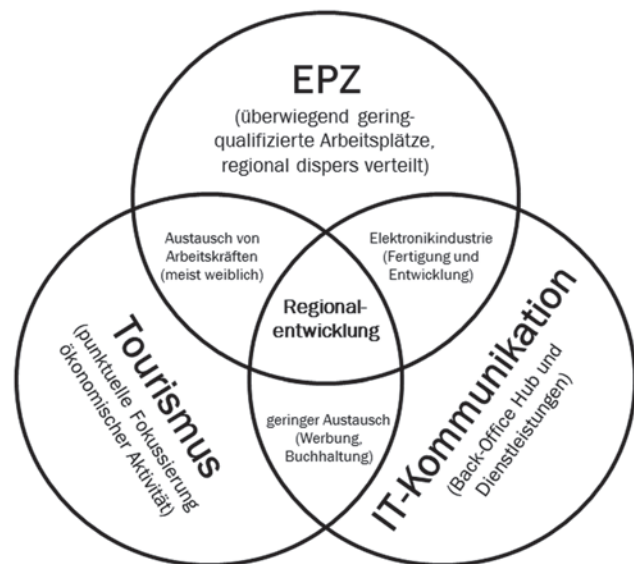 EPZ
(überwiegend gering-
qualifizierte Arbeitsplätze,
regional dispers verteilt)
Austausch von
Arbeitskräften
(meist weiblich)
Elektronikindustrie
(Fertigung und
Entwicklung)
Regional-
entwicklung
Tourismus
(punktuelle Fokussierung
ökonomischer Aktivität)
geringer Austausch
(Werbung,
Buchhaltung)
IT-Kommunikation
(Back-Office Hub und
Dienstleistungen)